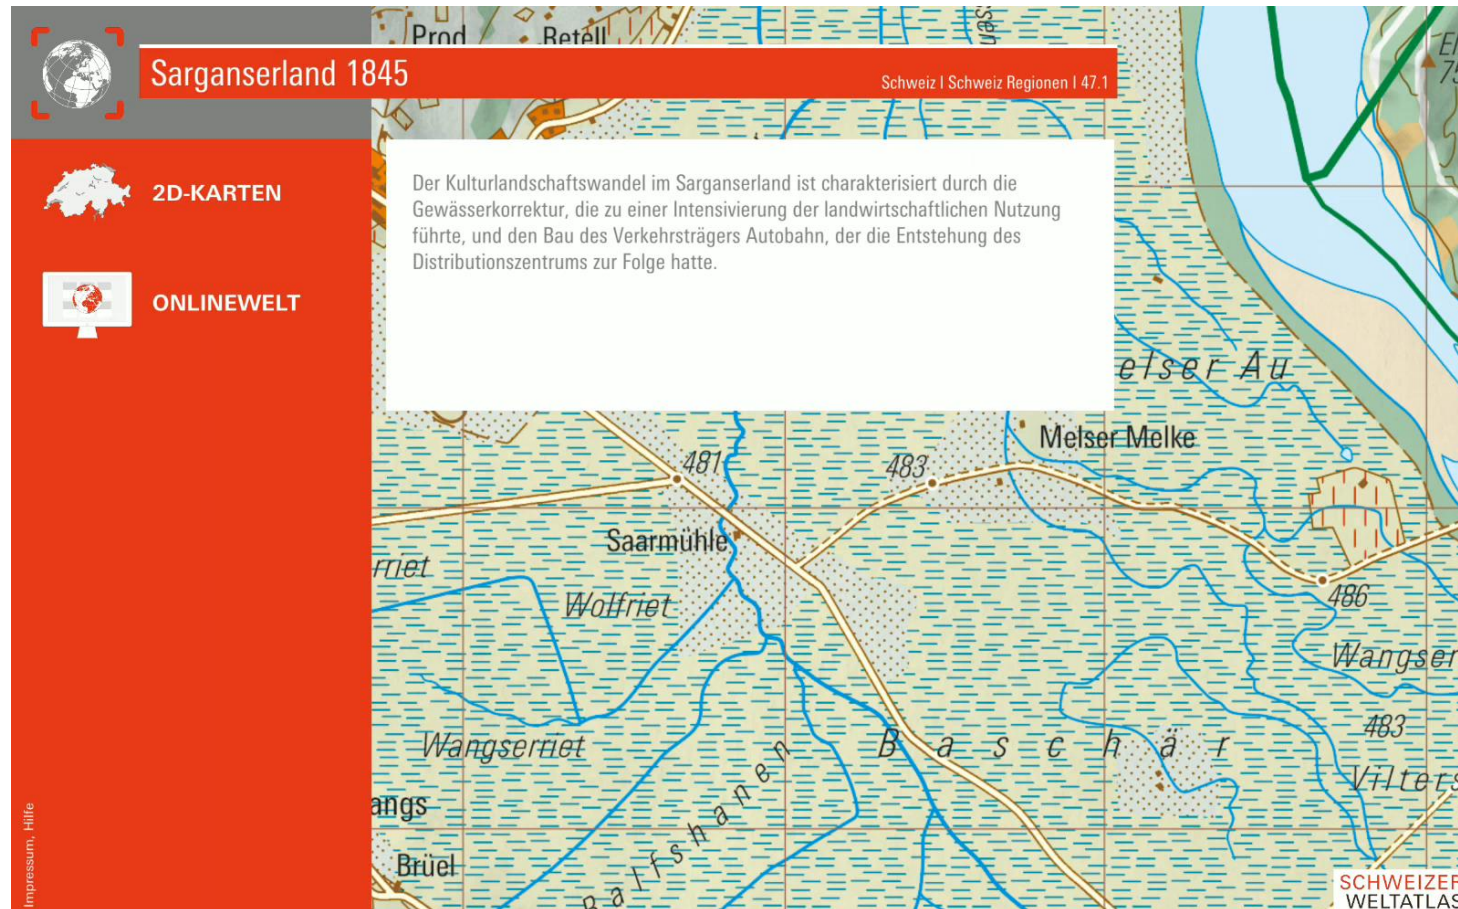 Prod
Retell
Sarganserland 1845
Schweiz I Schweiz Regionen I 47.1
2D-KARTEN
Der Kulturlandschaftswandel im Sarganserland ist charakterisiert durch die
Gewässerkorrektur, die zu einer Intensivierung der landwirtschaftlichen Nutzung
führte, und den Bau des Verkehrsträgers Autobahn, der die Entstehung des
Distributionszentrums zur Folge hatte.
ONLINEWELT
elser Au
Melser Melke
481
483
Saarmühle
rriet
Wolfriet
486
Wangser
Wangserriet
Baschär
483
Vilters
angs
Balfshanen
Brüel
Impressum, Hilfe
SCHWEIZER
WELTATLAS